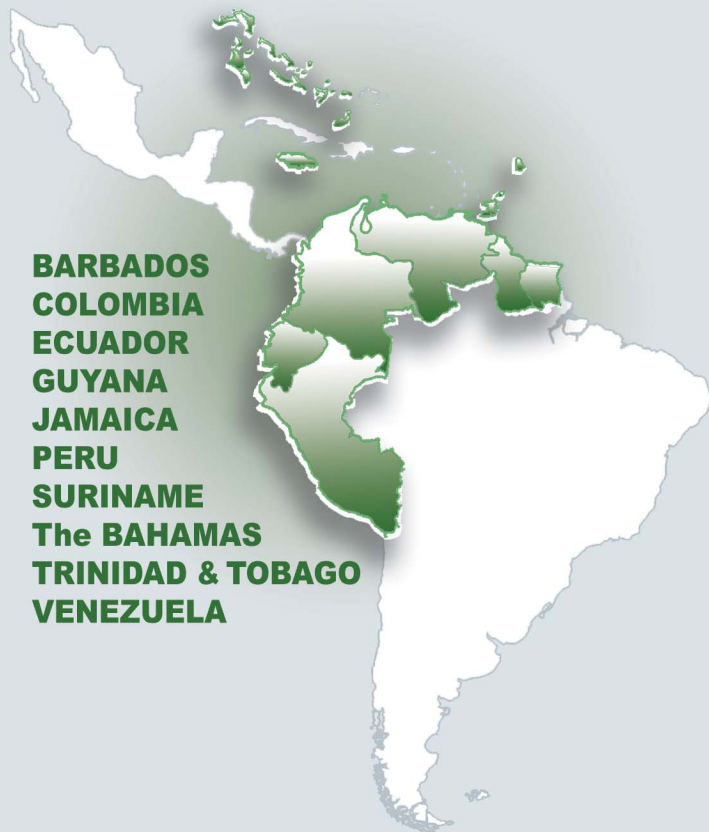 BARBADOS
COLOMBIA
ECUADOR
GUYANA
JAMAICA
PERU
SURINAME
The BAHAMAS
TRINIDAD & TOBAGO
VENEZUELA